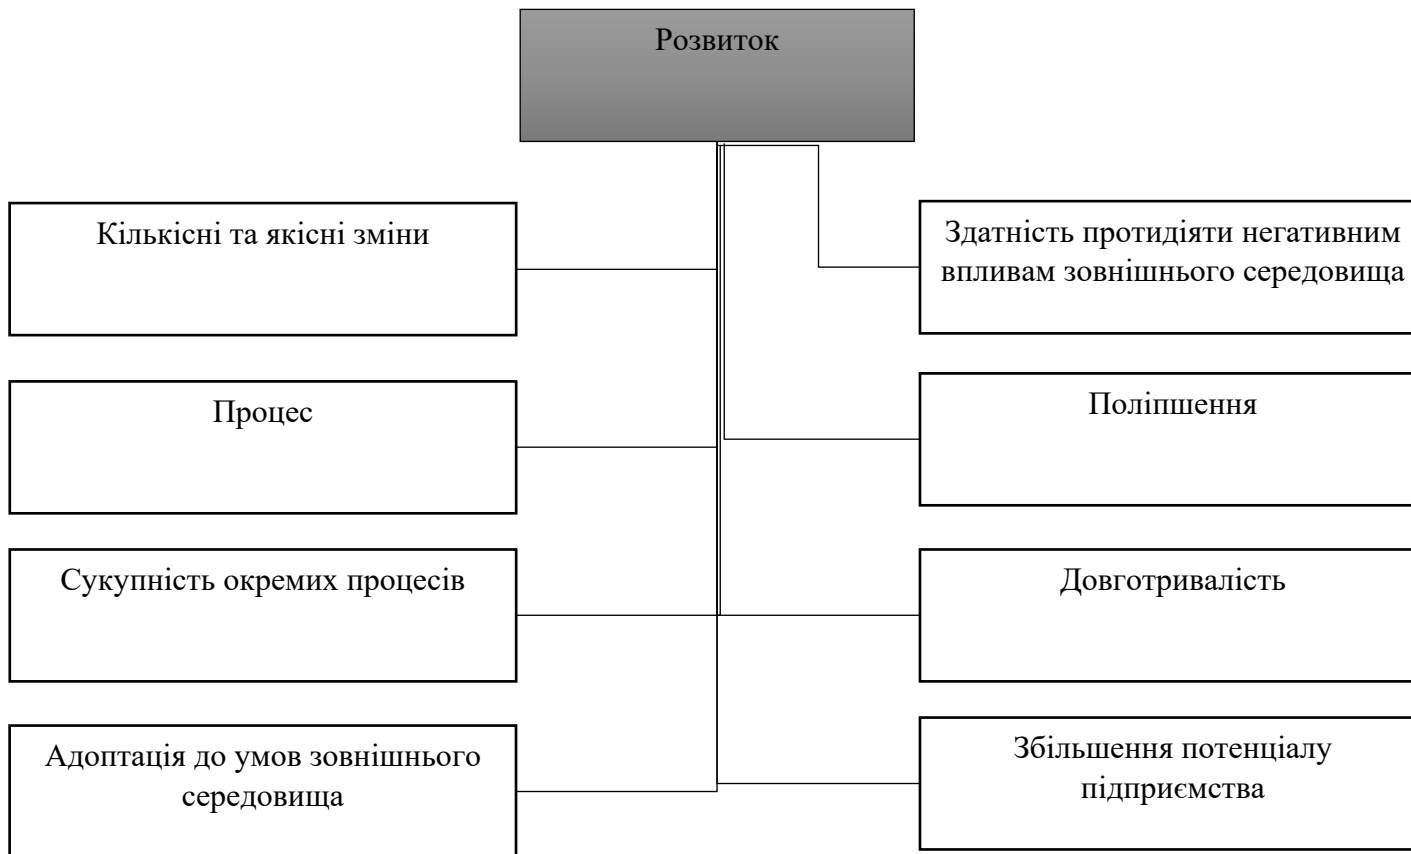 Розвиток
Кількісні та якісні зміни
Здатність протидіяти негативним
впливам зовнішнього середовища
Процес
Поліпшення
Сукупність окремих процесів
Довготривалість
Адоптація до умов зовнішнього
середовища
Збільшення потенціалу
підприємства